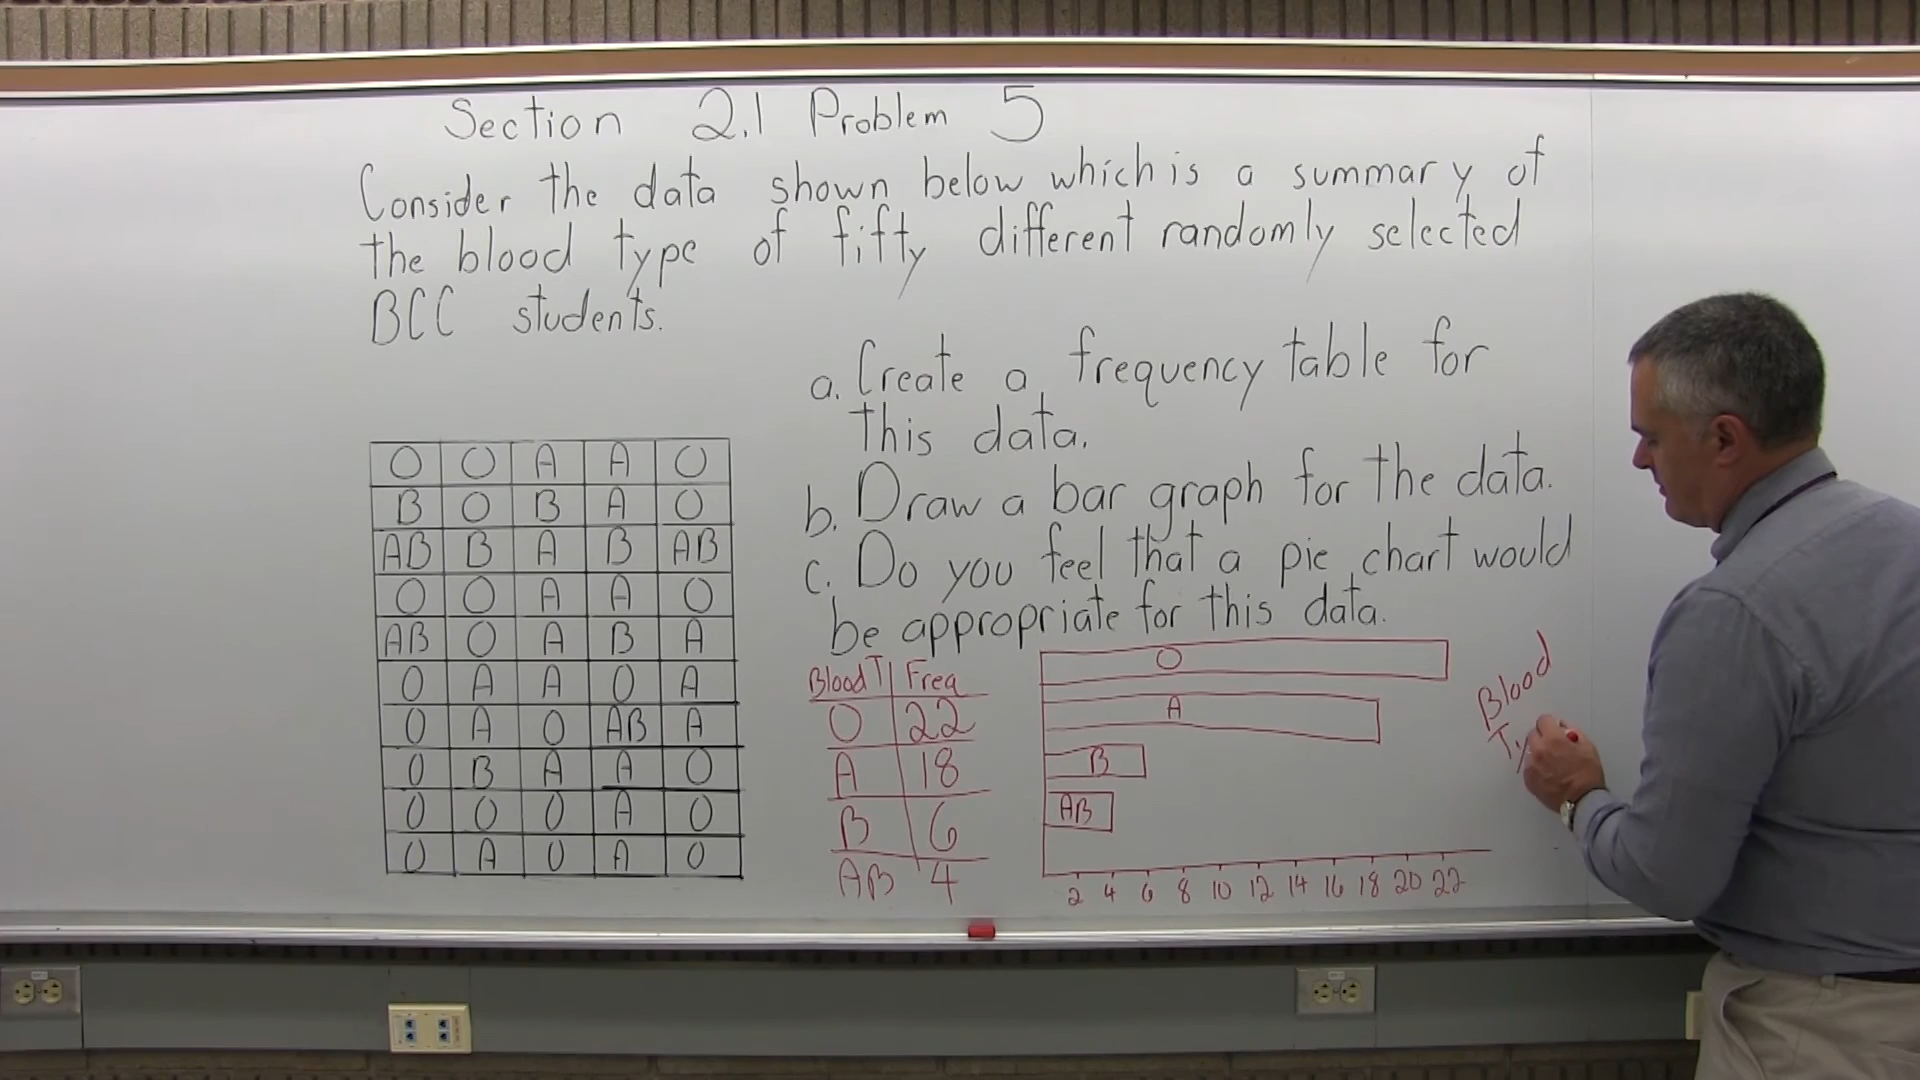 Section 2.1 Problem 5
Consider the data shown below which is a summary of
the blood type of fifty different randomly selected
BCC students.
a. Create a frequency table for
this data.
b. Draw a bar graph for the data.
c. Do you feel that a pie chart would
be appropriate for this data.
O O A A O
B O B A O
AB B A B AB
O O A A O
AB O A B A
O A A O A
O A O AB A
O B A A O
O O O A O
O A O A O
Blood T Freq
O 22
A 18
B 6
AB 4
O
A
B
AB
2 4 6 8 10 12 14 16 18 20 22
Blood
Ty